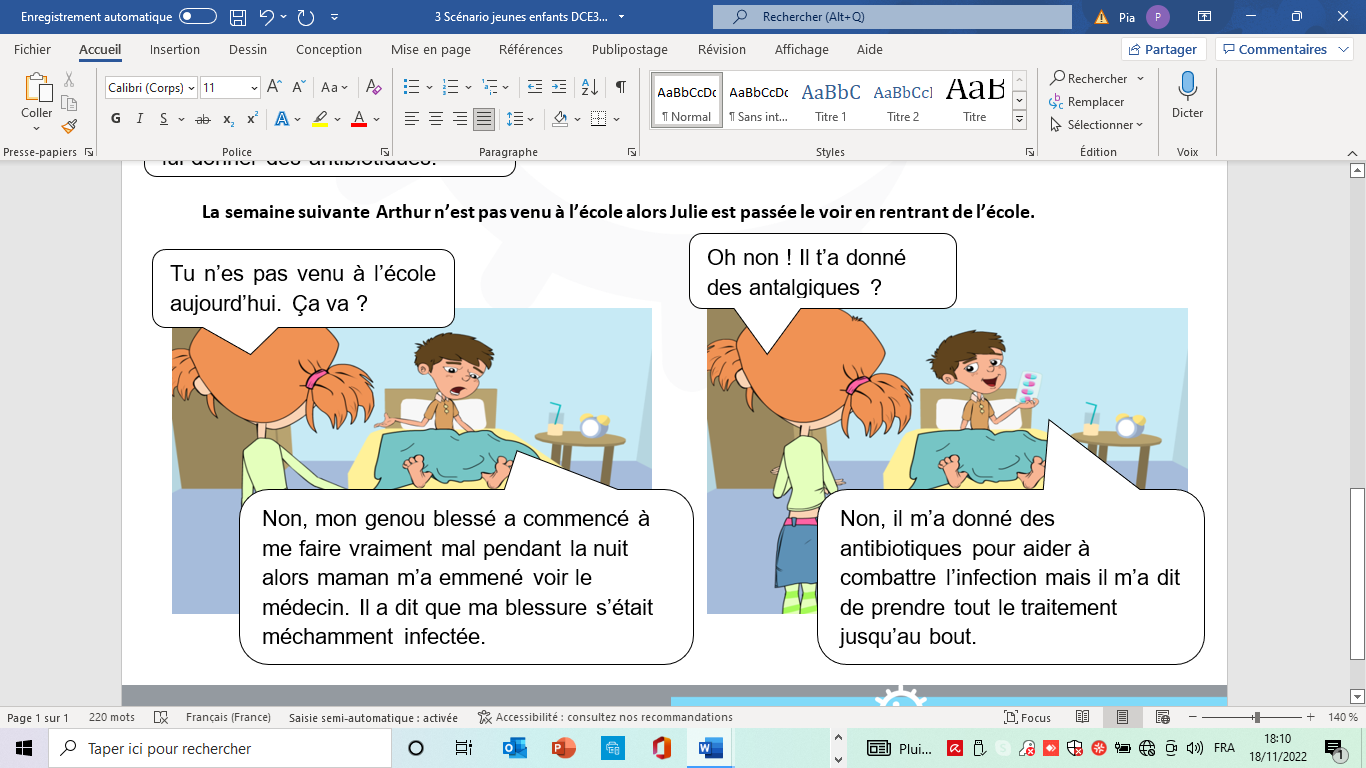 Enregistrement automatique
3 Scénario jeunes enfants DCE3...
Rechercher (Alt+Q)
Pia
P
Fichier
Accueil
Insertion
Dessin
Conception
Mise en page
Références
Publipostage
Révision
Affichage
Aide
Partager
Commentaires
Coller
Calibri (Corps)
11
Aa
G I S ab x₂ x² A A
AaBbCcDc
AaBbCcDc
AaBbC
AaBbCcI
AaB
¶ Normal
¶ Sans int...
Titre 1
Titre 2
Titre
Rechercher
Remplacer
Sélectionner
Dicter
Presse-papiers
Police
Paragraphe
Styles
Édition
Voix
lui donner des antibiotiques.
La semaine suivante Arthur n’est pas venu à l’école alors Julie est passée le voir en rentrant de l’école.
Tu n’es pas venu à l’école
aujourd’hui. Ça va ?
Oh non ! Il t’a donné
des antalgiques ?
Non, mon genou blessé a commencé à
me faire vraiment mal pendant la nuit
alors maman m’a emmené voir le
médecin. Il a dit que ma blessure s’était
méchamment infectée.
Non, il m’a donné des
antibiotiques pour aider à
combattre l’infection mais il m’a dit
de prendre tout le traitement
jusqu’au bout.
Page 1 sur 1
220 mots
Français (France)
Saisie semi-automatique : activée
Accessibilité : consultez nos recommandations
Focus
140 %
Taper ici pour rechercher
Plui...
FRA
18:10
18/11/2022
1